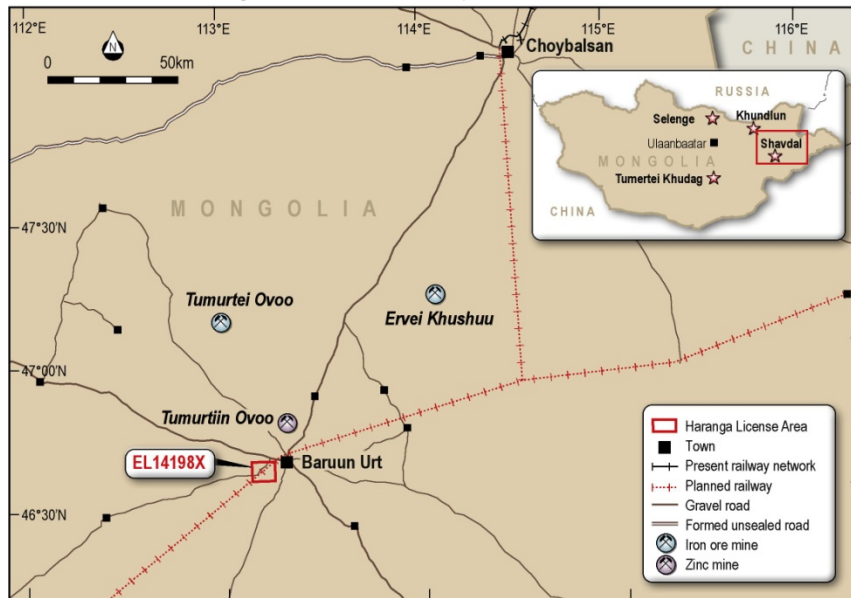 112°E
113°E
114°E
115°E
116°E
N
0
50km
Choybalsan
CHINA
RUSSIA
Selenge
Khundlun
Ulaanbaatar
Shavdal
MONGOLIA
Tumertei Khudag
CHINA
MONGOLIA
47°30'N
Tumurtei Ovoo
Ervei Khushuu
47°00'N
Tumurtiin Ovoo
EL14198X
Baruun Urt
46°30'N
Haranga License Area
Town
Present railway network
Planned railway
Gravel road
Formed unsealed road
Iron ore mine
Zinc mine